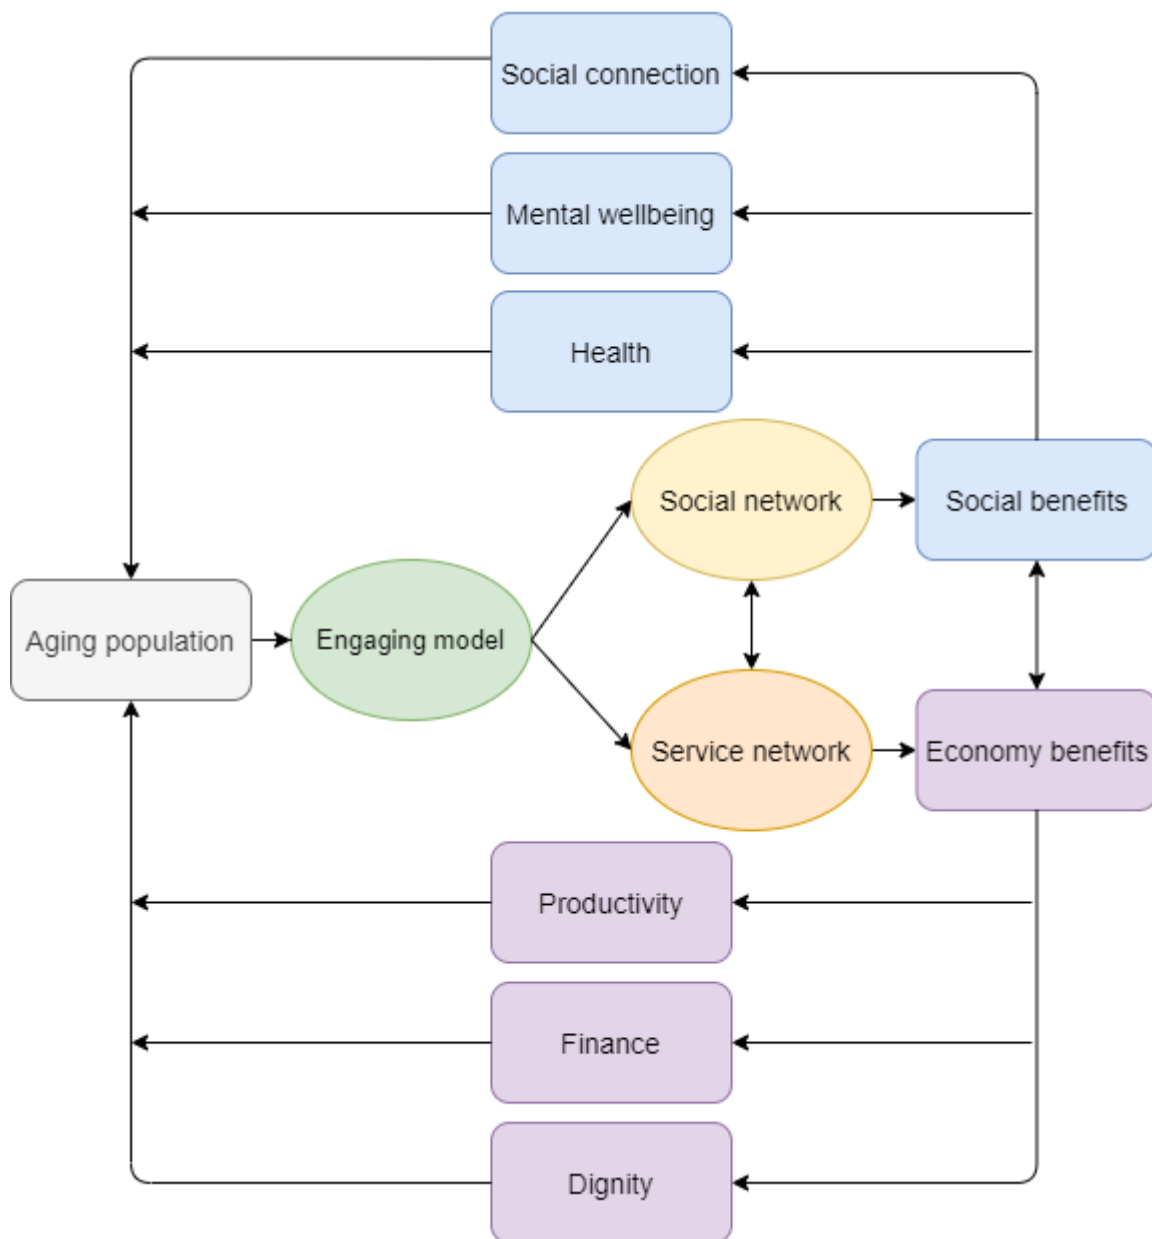 Social connection
Mental wellbeing
Health
Social network
Social benefits
Aging population
Engaging model
Service network
Economy benefits
Productivity
Finance
Dignity